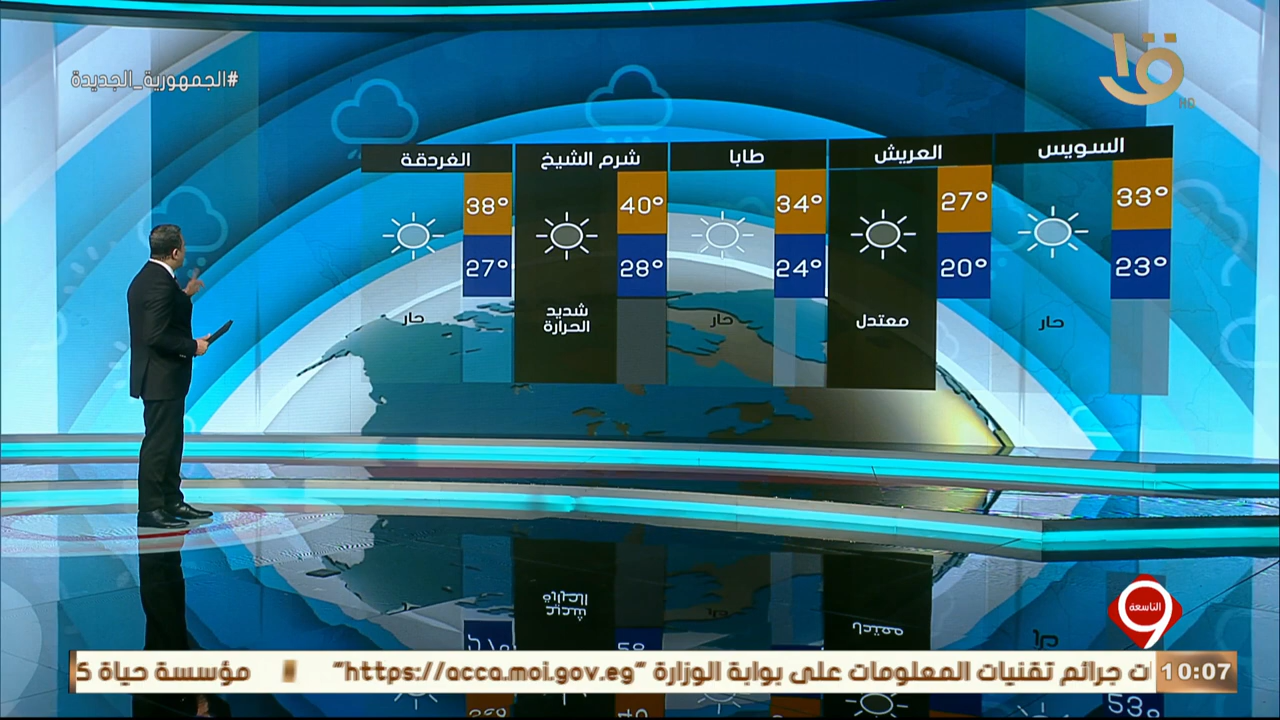 #الجمهورية_الجديدة
HD
السويس
33°
23°
حار
العريش
27°
20°
معتدل
طابا
34°
24°
حار
شرم الشيخ
40°
28°
شديد
الحرارة
الغردقة
38°
27°
حار
التاسعة
9
10:07
ت جرائم تقنيات المعلومات على بوابة الوزارة "https://acca.moi.gov.eg" مؤسسة حياة ك